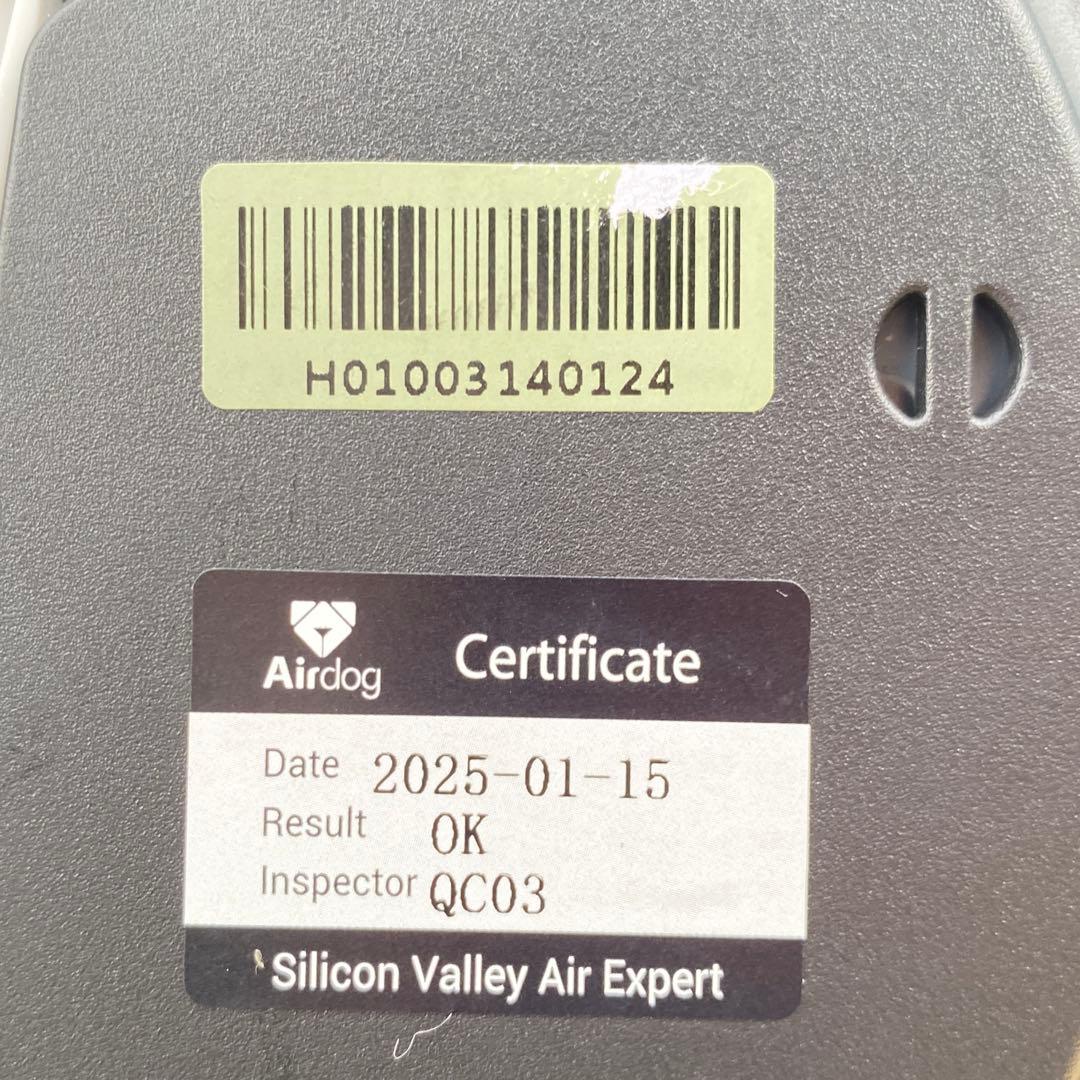 H01003140124
Airdog
Certificate
Date 2025-01-15
Result OK
Inspector QC03
Silicon Valley Air Expert